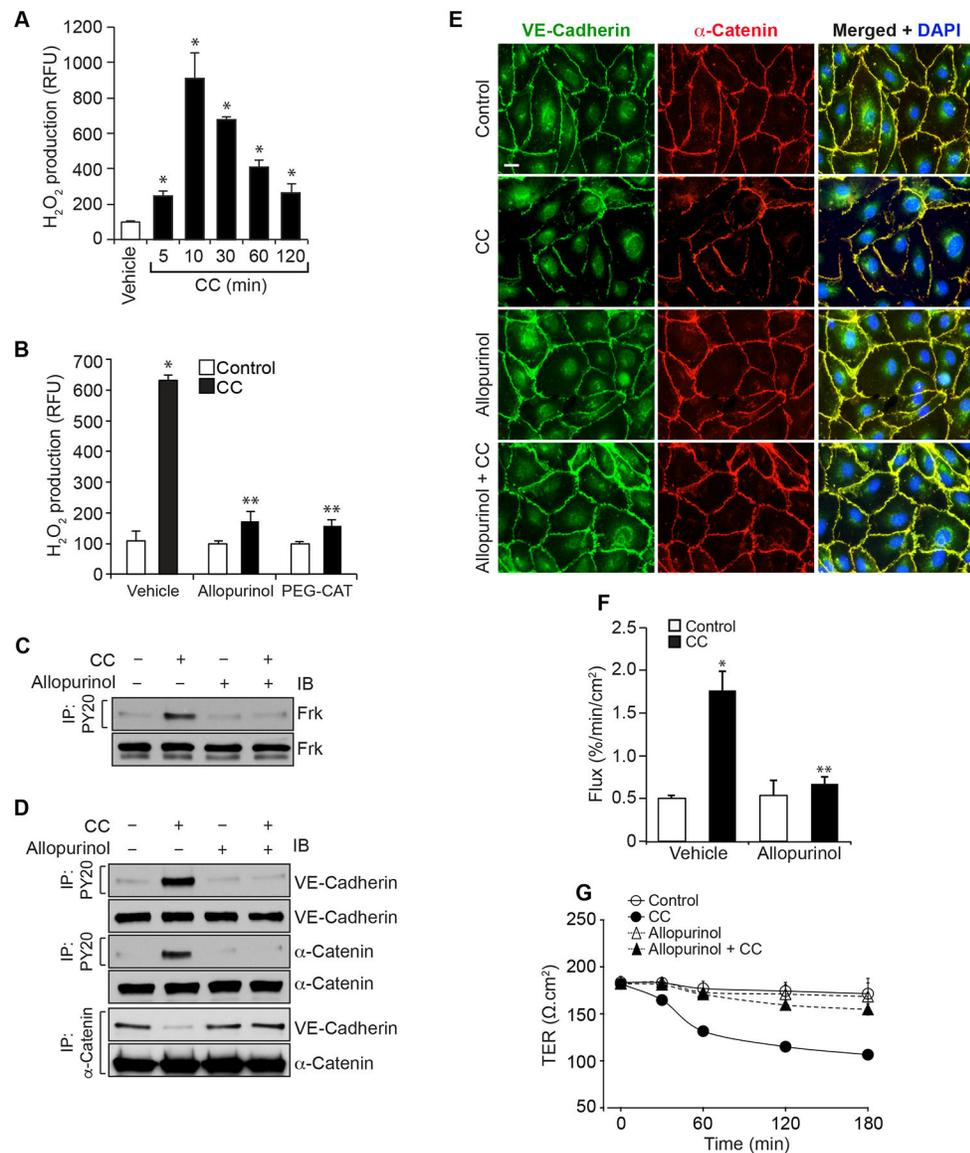 A
1200
1000
800
600
400
200
0
H2O2 production (RFU)
* * * * *
Vehicle
5 10 30 60 120
CC (min)
B
700
600
500
400
300
200
100
0
H2O2 production (RFU)
Control
CC
* ** **
Vehicle Allopurinol PEG-CAT
C
CC – + – +
Allopurinol – – + + IB
IP:
PY20
Frk
Frk
D
CC – + – +
Allopurinol – – + + IB
IP:
PY20
VE-Cadherin
VE-Cadherin
IP:
PY20
α-Catenin
α-Catenin
IP:
α-Catenin
VE-Cadherin
α-Catenin
E
VE-Cadherin α-Catenin Merged + DAPI
Control
CC
Allopurinol
Allopurinol + CC
F
2.5
2.0
1.5
1.0
0.5
0
Flux (%/min/cm²)
Control
CC
* **
Vehicle Allopurinol
G
Control
CC
Allopurinol
Allopurinol + CC
250
200
150
100
50
TER (Ω.cm²)
0 60 120 180
Time (min)